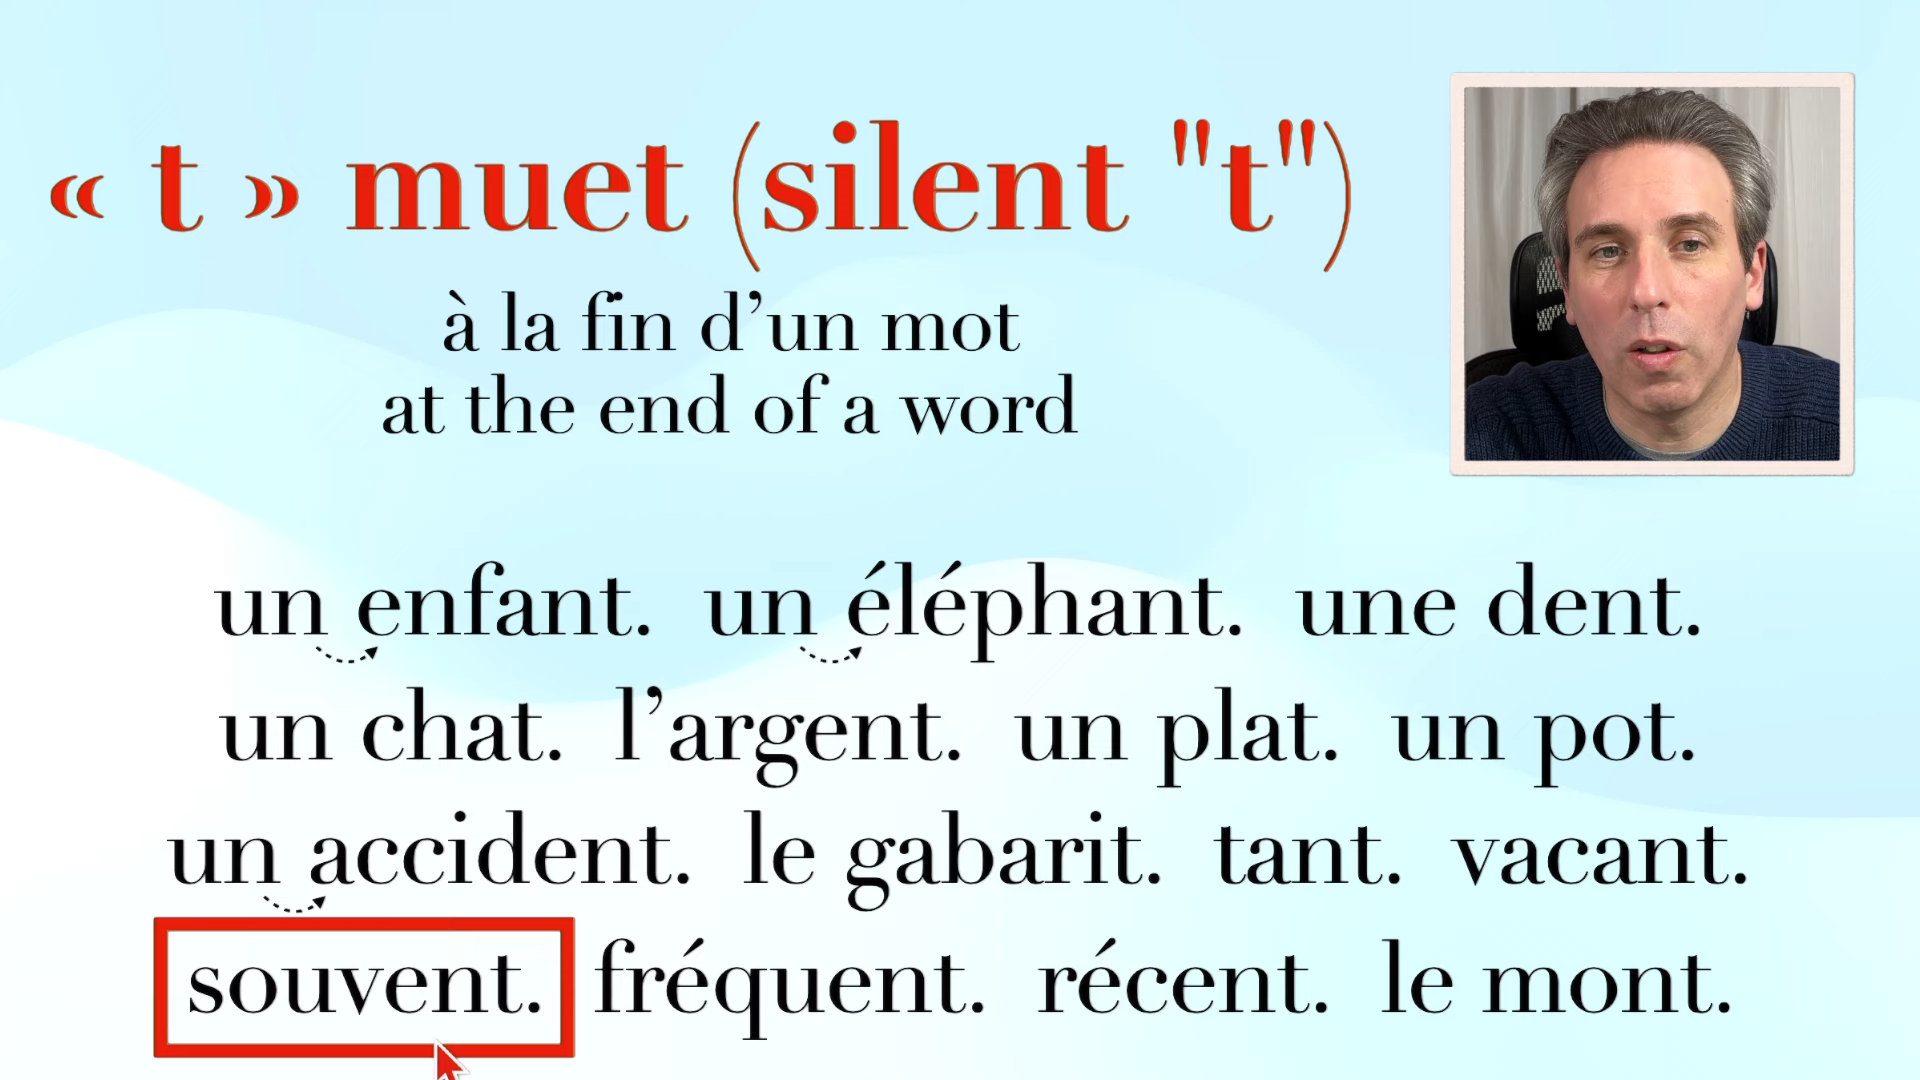 « t » muet (silent "t")
à la fin d’un mot
at the end of a word
un enfant. un éléphant. une dent.
un chat. l’argent. un plat. un pot.
un accident. le gabarit. tant. vacant.
souvent. fréquent. récent. le mont.